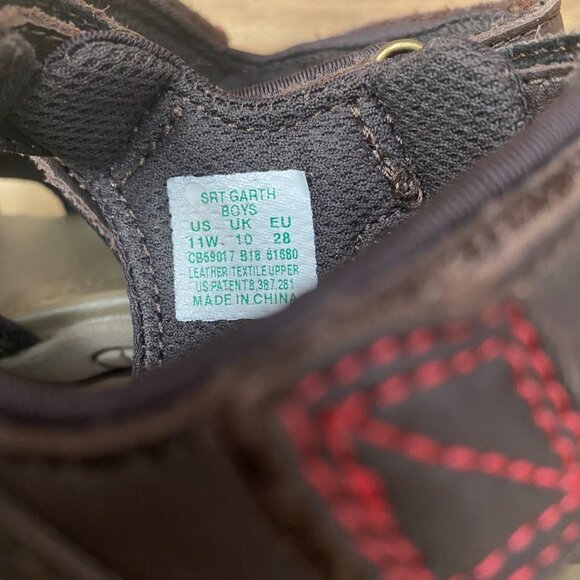 SRT GARTH
BOYS
US UK EU
11W 10 28
CB59017 B18 61680
LEATHER, TEXTILE UPPER
US PATENT 8,387,281
MADE IN CHINA